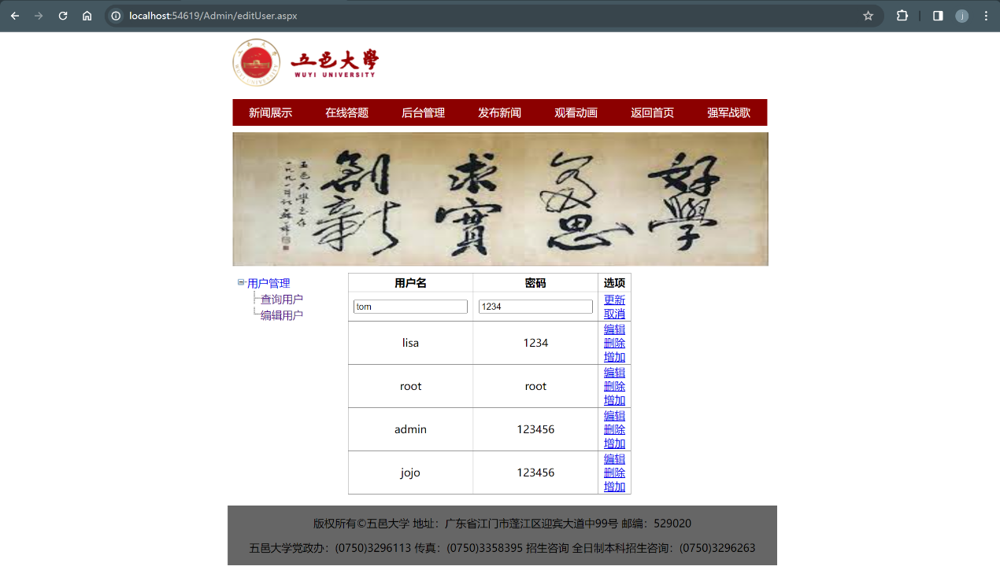 localhost:54619/Admin/editUser.aspx
j
五邑大學
WUYI UNIVERSITY
新闻展示 在线答题 后台管理 发布新闻 观看动画 返回首页 强军战歌
好學
多思
求實
創新
用户管理
查询用户
编辑用户
用户名 密码 选项
tom 1234 更新
取消
lisa 1234 编辑
删除
增加
root root 编辑
删除
增加
admin 123456 编辑
删除
增加
jojo 123456 编辑
删除
增加
版权所有©五邑大学 地址：广东省江门市蓬江区迎宾大道中99号 邮编：529020
五邑大学党政办：(0750)3296113 传真：(0750)3358395 招生咨询 全日制本科招生咨询：(0750)3296263